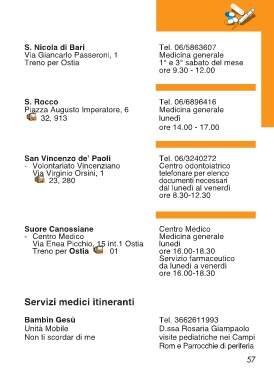 S. Nicola di Bari
Via Giancarlo Passeroni, 1
Treno per Ostia
Tel. 06/5863607
Medicina generale
1° e 3° sabato del mese
ore 9.30 - 12.00
S. Rocco
Piazza Augusto Imperatore, 6
32, 913
Tel. 06/6896416
Medicina generale
lunedì
ore 14.00 - 17.00
San Vincenzo de' Paoli
- Volontariato Vincenziano
Via Virginio Orsini, 1
23, 280
Tel. 06/3240272
Centro odontoiatrico
telefonare per elenco
documenti necessari
dal lunedì al venerdì
ore 8.30-12.30
Suore Canossiane
- Centro Medico
Via Enea Picchio, 15 int.1 Ostia
Treno per Ostia 01
Centro Medico
Medicina generale
lunedì
ore 16.00-18.30
Servizio farmaceutico
da lunedì a venerdì
ore 16.00-18.30
Servizi medici itineranti
Bambin Gesù
Unità Mobile
Non ti scordar di me
Tel. 3662611993
D.ssa Rosaria Giampaolo
visite pediatriche nei Campi
Rom e Parrocchie di periferia
57